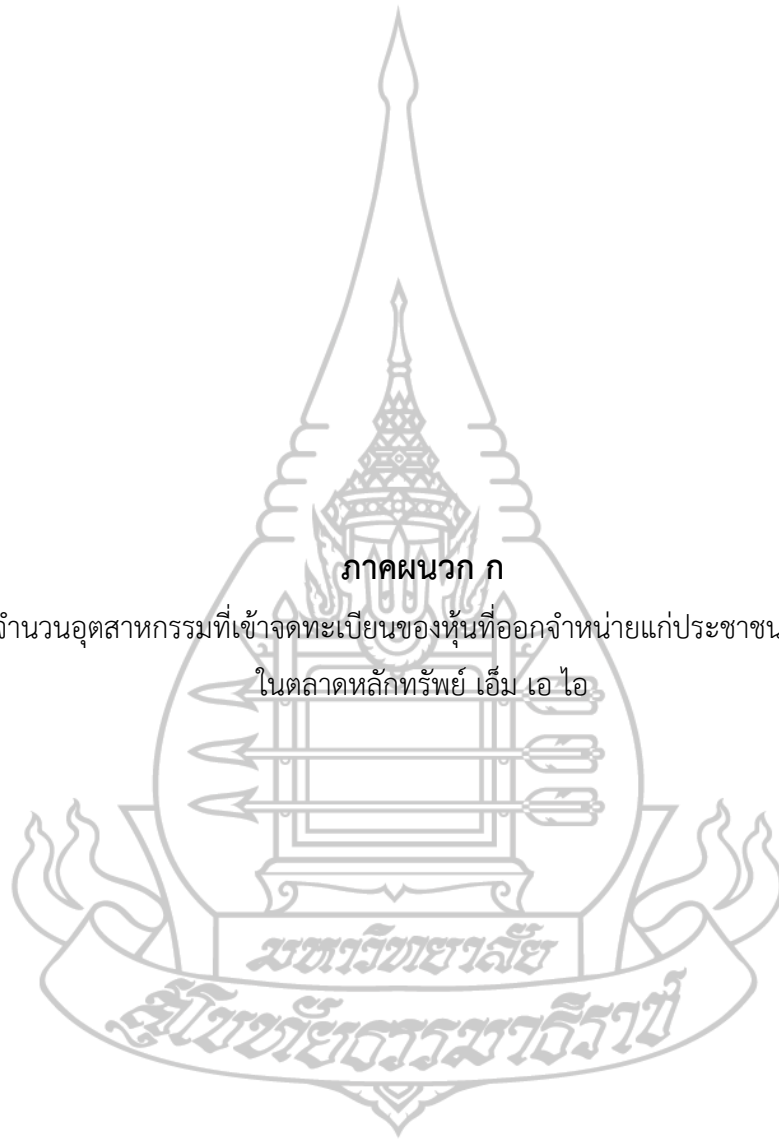 ภาคผนวก ก
จำนวนอุตสาหกรรมที่เข้าจดทะเบียนของหุ้นที่ออกจำหน่ายแก่ประชาชน
ในตลาดหลักทรัพย์ เอ็ม เอ ไอ
มหาวิทยาลัย
สุโขทัยธรรมาธิราช